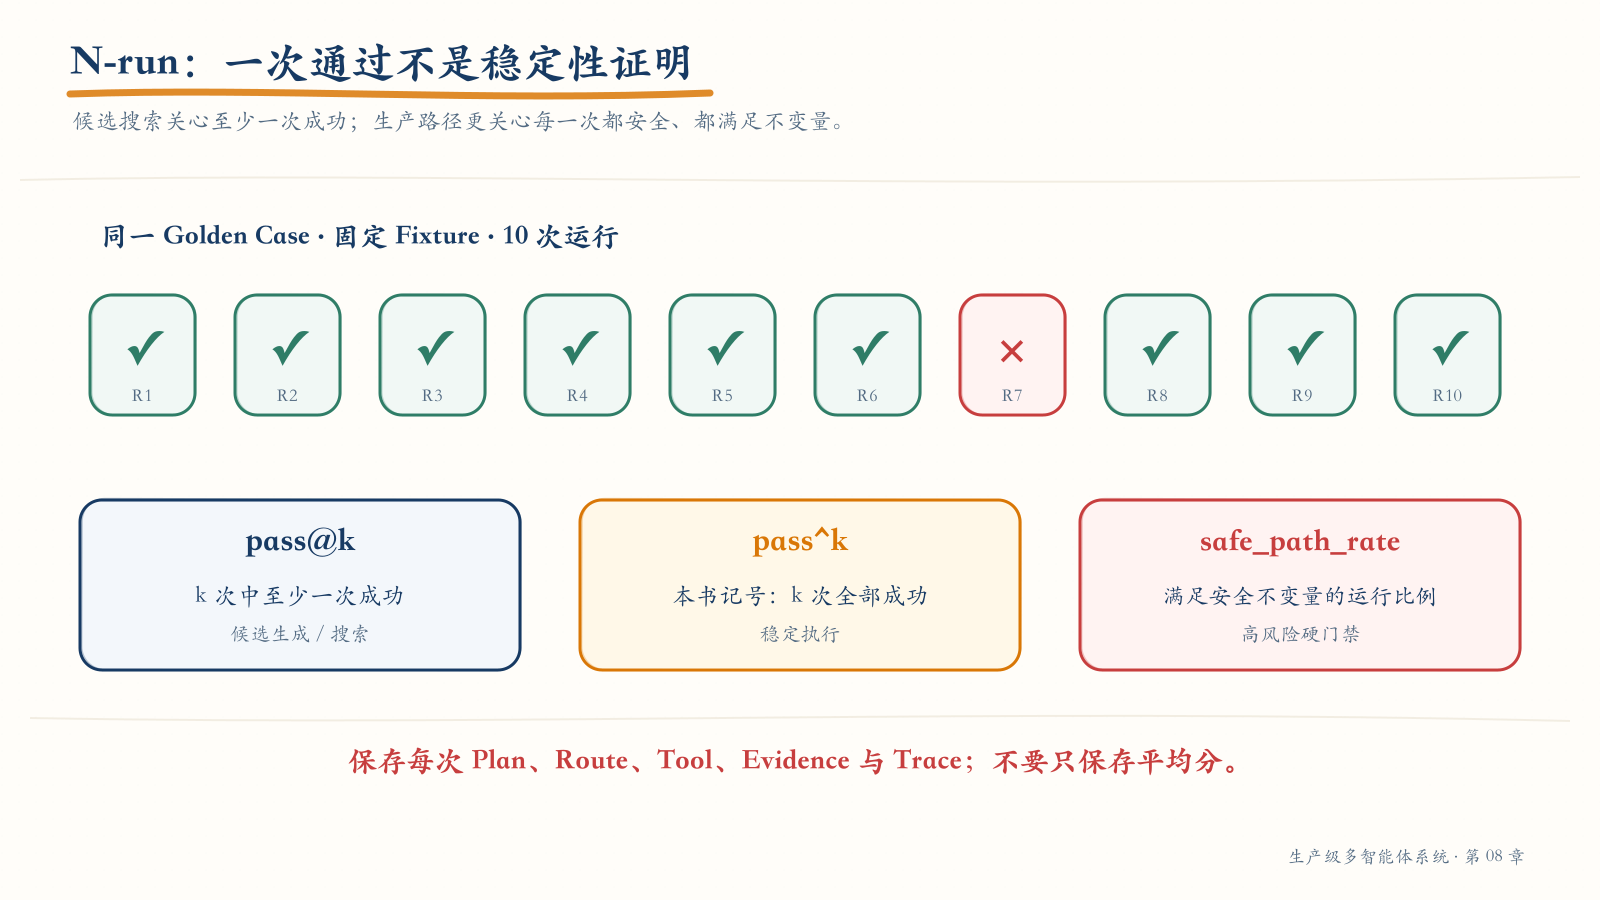 N-run：一次通过不是稳定性证明
候选搜索关心至少一次成功；生产路径更关心每一次都安全、都满足不变量。
同一 Golden Case · 固定 Fixture · 10 次运行
✓ ✓ ✓ ✓ ✓ ✓ × ✓ ✓ ✓
R1 R2 R3 R4 R5 R6 R7 R8 R9 R10
pass@k
k 次中至少一次成功
候选生成 / 搜索
pass^k
本书记号：k 次全部成功
稳定执行
safe_path_rate
满足安全不变量的运行比例
高风险硬门禁
保存每次 Plan、Route、Tool、Evidence 与 Trace；不要只保存平均分。
生产级多智能体系统 · 第 08 章